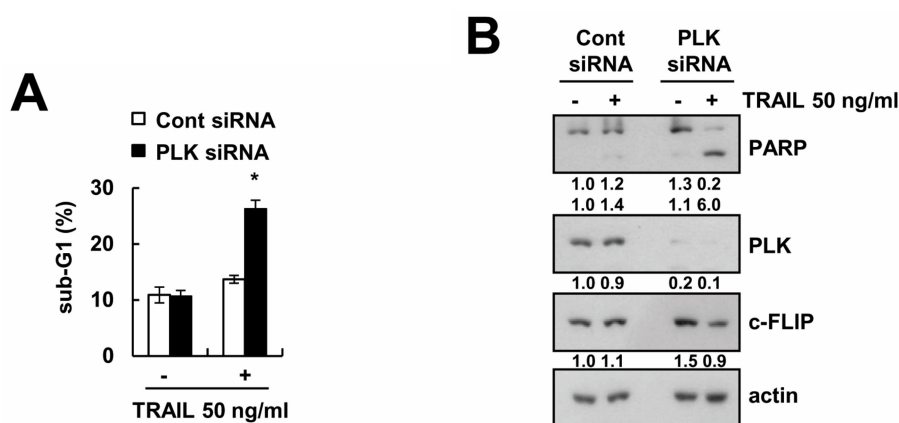 A
Cont siRNA
PLK siRNA
*
30
20
10
0
sub-G1 (%)
- +
TRAIL 50 ng/ml
B
Cont siRNA
PLK siRNA
- + - + TRAIL 50 ng/ml
PARP
1.0 1.2 1.3 0.2
1.0 1.4 1.1 6.0
PLK
1.0 0.9 0.2 0.1
c-FLIP
1.0 1.1 1.5 0.9
actin